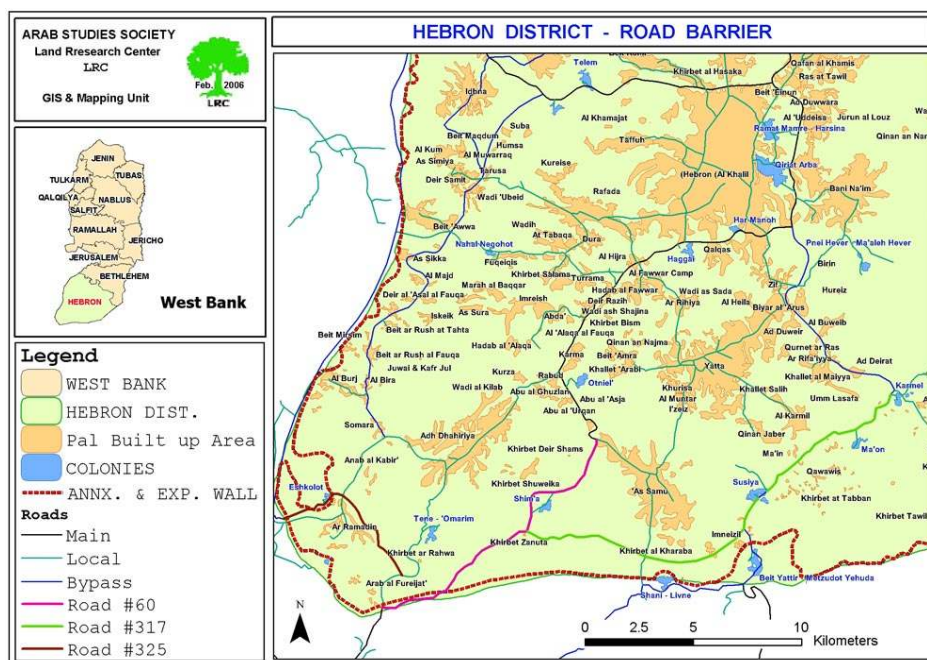 ARAB STUDIES SOCIETY
Land Rresearch Center
LRC
GIS & Mapping Unit
Feb. 2006
LRC
HEBRON DISTRICT - ROAD BARRIER
JENIN
TUBAS
TULKARM
QALQILYA
NABLUS
SALFIT
RAMALLAH
JERICHO
JERUSALEM
BETHLEHEM
HEBRON
West Bank
Legend
WEST BANK
HEBRON DIST.
Pal Built up Area
COLONIES
ANNX. & EXP. WALL
Roads
Main
Local
Bypass
Road #60
Road #317
Road #325
Telem
Khirbet al Hasaka
Qafan al Khamis
Ras at Tawil
Idhna
Beit 'Einun
Ad Duwwara
Al Khamajat
Al 'Uddeisa
Jurun al Louz
Suba
Ramat Mamre - Harsina
Beit Maqdum
Taffuh
Qinan an Nam
Humsa
Al Kum
Al Muwarraq
As Simiya
Kureise
Tarusa
Qiriat Arba
Deir Samit
(Hebron (Al Khalil
Rafada
Bani Na'im
Wadi 'Ubeid
Wadih
Har Manoh
Beit 'Awwa
At Tabaqa
Dura
Nahal Negohot
Qalqas
Pnei Hever - Ma'aleh Hever
Al Hijra
Haggai
As Sikka
Fuqeiqis
Birin
Khirbet Salama
Al Majd
Turrama
Al Fawwar Camp
Marah al Baqqar
Hadab al Fawwar
Wadi as Sada
Zif
Hureiz
Deir al 'Asal al Fauqa
Imreish
Deir Razih
Ar Rihiya
Al Heila
Biyar al 'Arus
Iskeik
As Sura
Abda'
Wadi ash Shajina
Khirbet Bism
Al Buweib
Beit ar Rush at Tahta
Al 'Alaqa al Fauqa
Ad Duweir
Beit Mirsim
Qinan an Najma
Qurnet ar Ras
Hadab al 'Alaqa
Karma
Beit 'Amra
Ar Rifa'iyya
Ad Deirat
Beit ar Rush al Fauqa
Khallet 'Arabi
Yatta
Juwai & Kafr Jul
Khallet al Maiyya
Kurza
Rabud
Otniel'
Al Burj
Al Bira
Karmel
Wadi al Kilab
Abu al Ghuzlan
Khurisa
Khallet Salih
Umm Lasafa
Abu al 'Asja
Al Muntar
Abu al 'Urqan
I'zeiz
Al Karmil
Somara
Adh Dhahiriya
Qinan Jaber
Khirbet Deir Shams
Ma'on
Ma'in
Anab al Kabir'
Qawawis
Khirbet Shuweika
'As Samu
Susiya
Eshkolot
Shim'a
Khirbet at Tabban
Ar Ramadin
Tene - 'Omarim
Khirbet Tawil
Khirbet Zanuta
Imneizil
Khirbet ar Rahwa
Khirbet al Kharaba
Arab al Fureijat'
Beit Yattir / Metzudot Yehuda
Shani - Livne
N
0 2.5 5 10
Kilometers